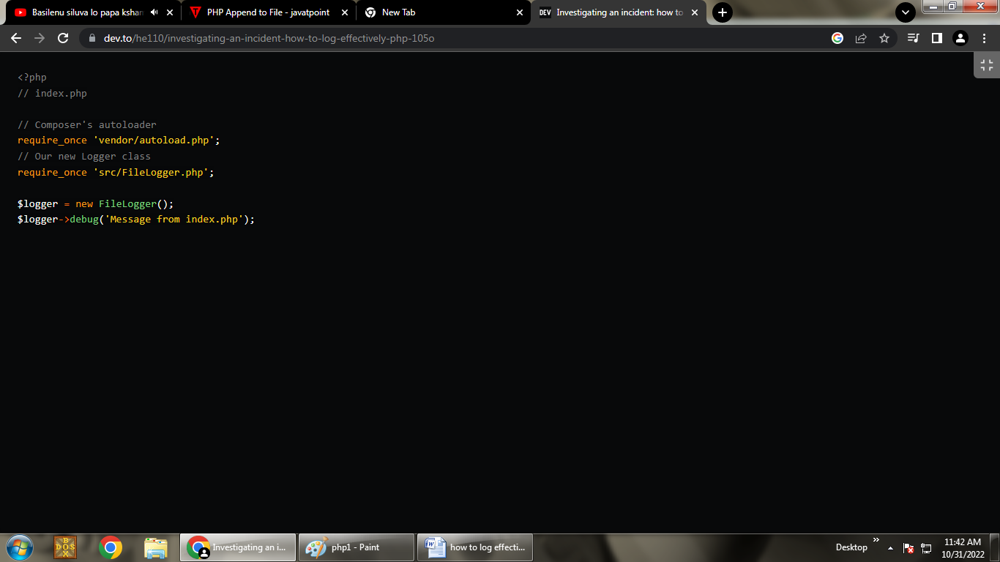 Basilenu siluva lo papa kshan
PHP Append to File - javatpoint
New Tab
DEV
Investigating an incident: how to
dev.to/he110/investigating-an-incident-how-to-log-effectively-php-105o
<?php
// index.php
// Composer's autoloader
require_once 'vendor/autoload.php';
// Our new Logger class
require_once 'src/FileLogger.php';
$logger = new FileLogger();
$logger->debug('Message from index.php');
DOS
BOX
Investigating an i...
php1 - Paint
how to log effecti...
Desktop
»
11:42 AM
10/31/2022